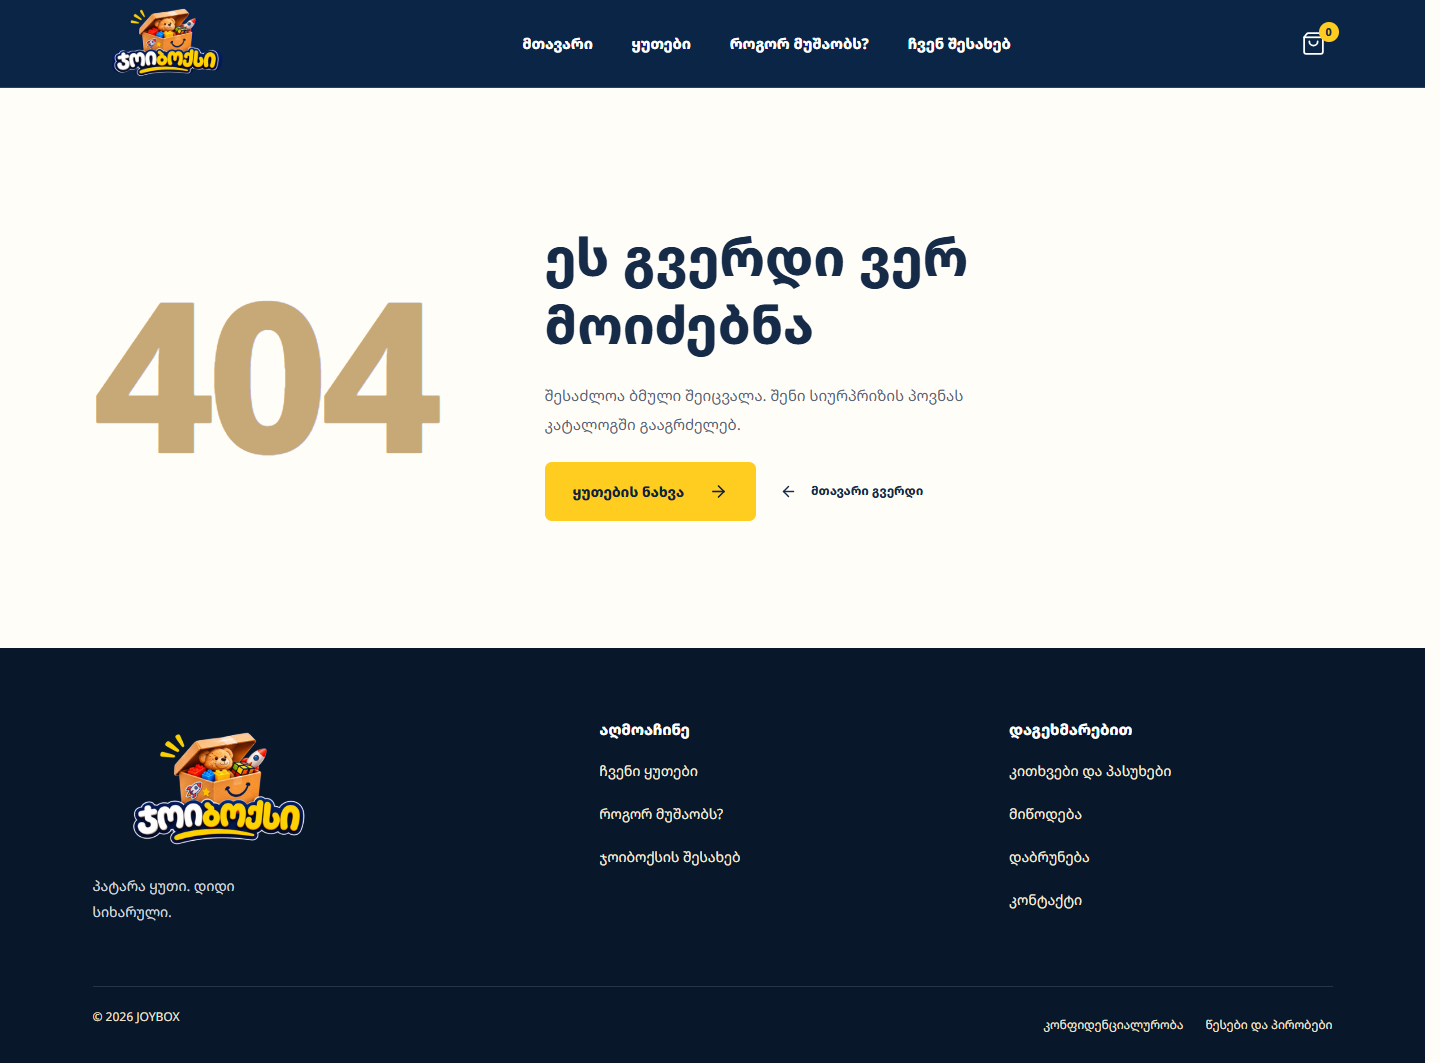 ჯოიბოქსი
მთავარი
ყუთები
როგორ მუშაობს?
ჩვენ შესახებ
0
404
ეს გვერდი ვერ
მოიძებნა
შესაძლოა ბმული შეიცვალა. შენი სიურპრიზის პოვნას
კატალოგში გააგრძელებ.
ყუთების ნახვა
მთავარი გვერდი
ჯოიბოქსი
პატარა ყუთი. დიდი
სიხარული.
აღმოაჩინე
ჩვენი ყუთები
როგორ მუშაობს?
ჯოიბოქსის შესახებ
დაგეხმარებით
კითხვები და პასუხები
მიწოდება
დაბრუნება
კონტაქტი
© 2026 JOYBOX
კონფიდენციალურობა
წესები და პირობები